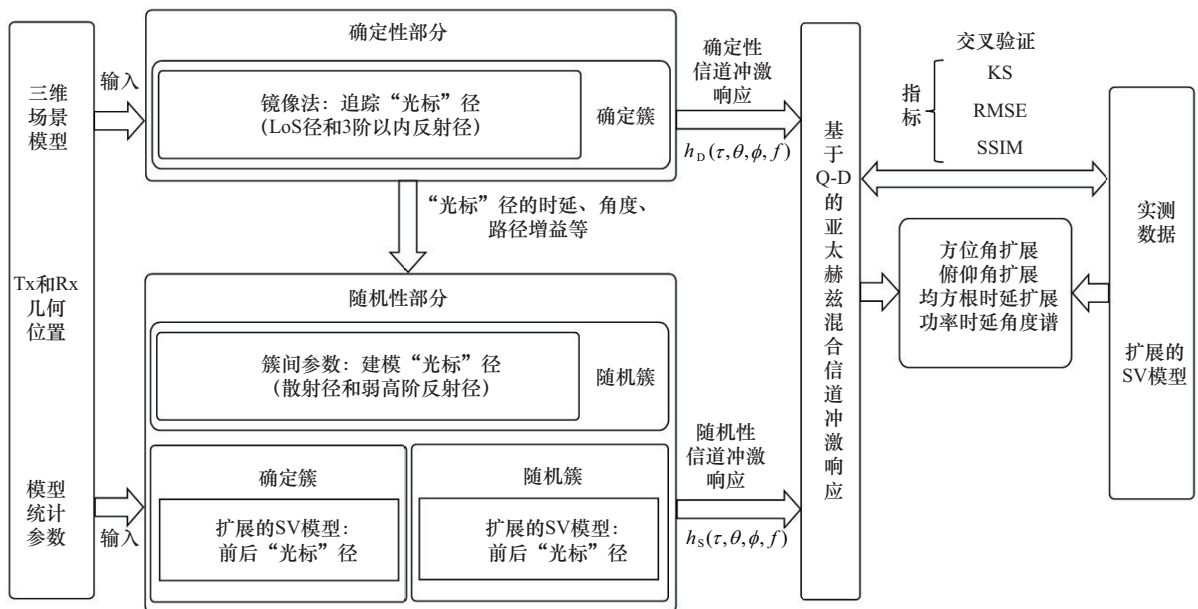 三维
场景
模型
Tx和Rx
几何
位置
模型
统计
参数
输入
输入
确定性部分
镜像法：追踪“光标”径
(LoS径和3阶以内反射径)
确定簇
“光标”径的时延、角度、
路径增益等
随机性部分
簇间参数：建模“光标”径
(散射径和弱高阶反射径)
随机簇
确定簇
扩展的SV模型：
前后“光标”径
随机簇
扩展的SV模型：
前后“光标”径
确定性
信道冲激
响应
h_D(τ,θ,ϕ,f)
随机性
信道冲激
响应
h_S(τ,θ,ϕ,f)
基
于
Q-D
的
亚
太
赫
兹
混
合
信
道
冲
激
响
应
交叉验证
指
标
KS
RMSE
SSIM
方位角扩展
俯仰角扩展
均方根时延扩展
功率时延角度谱
实测
数据
扩展的
SV模型